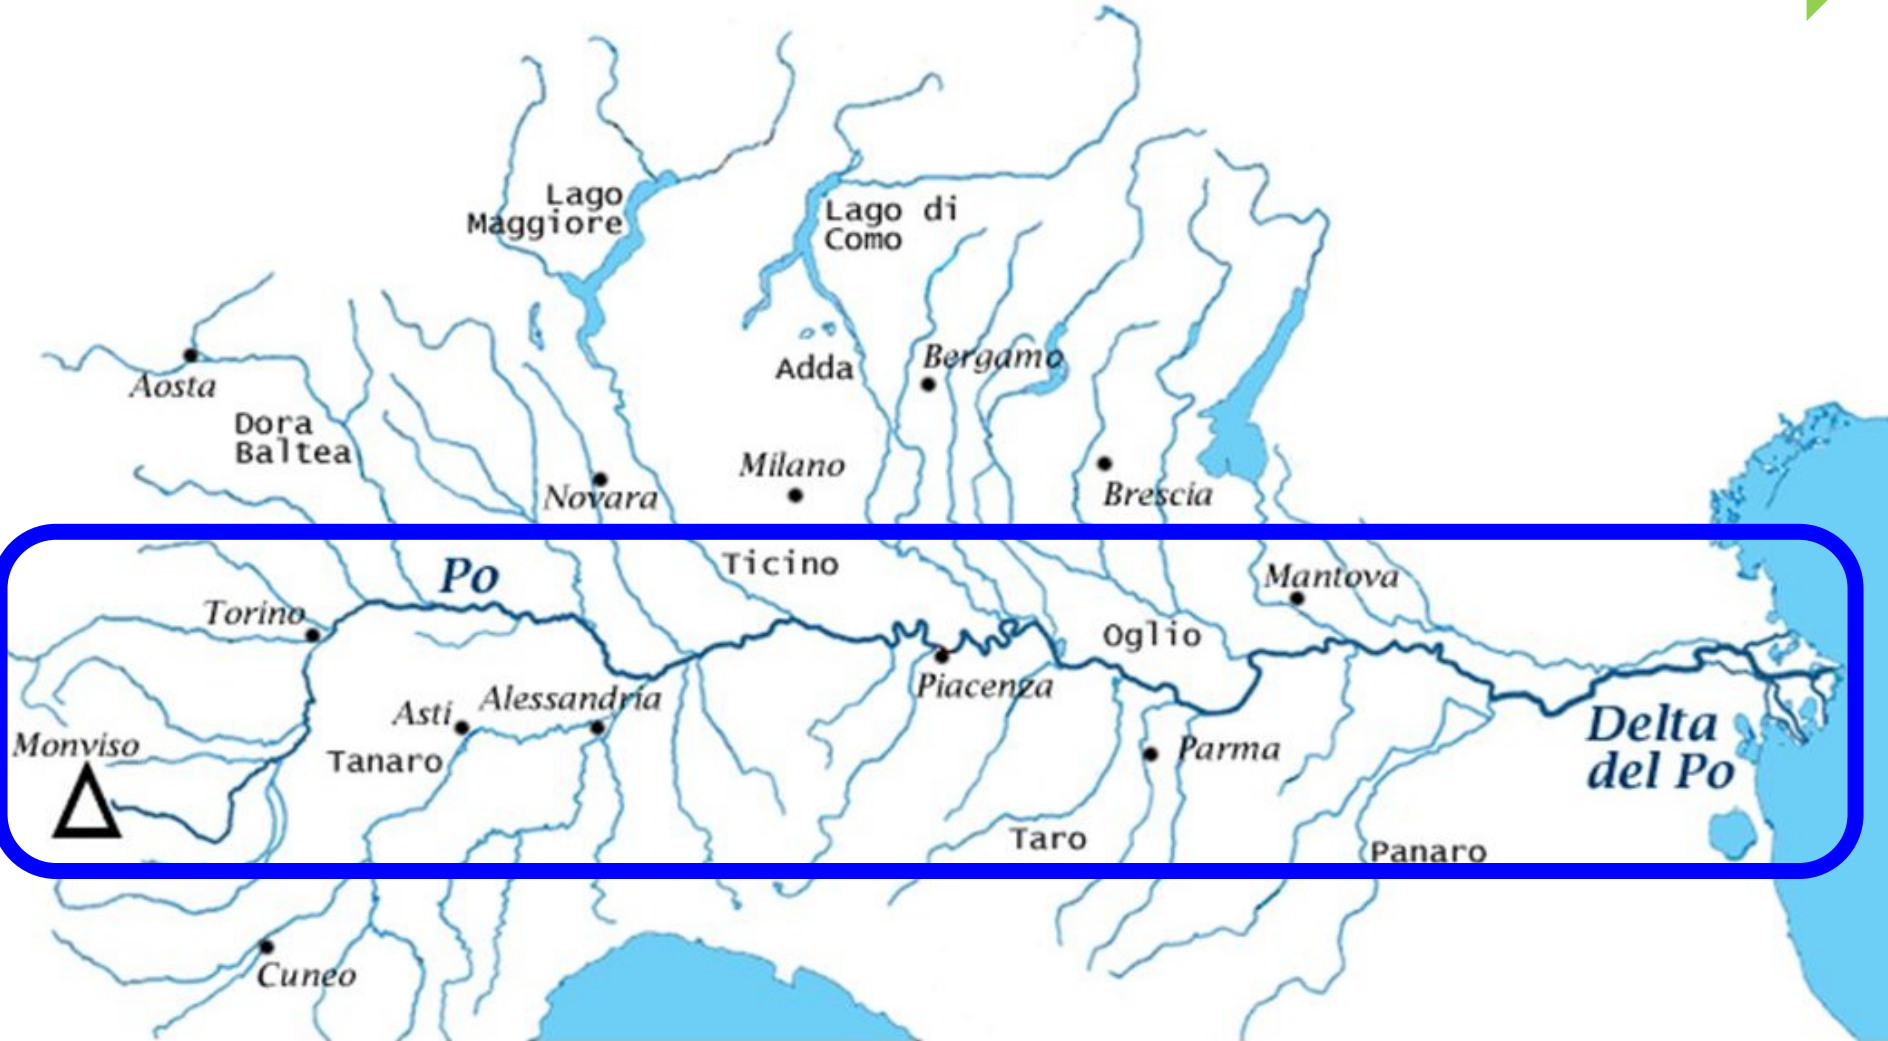 Lago
Maggiore
Lago di
Como
Aosta
Adda
Bergamo
Dora
Baltea
Milano
Novara
Brescia
Po
Ticino
Mantova
Torino
Oglio
Piacenza
Alessandria
Asti
Monviso
Tanaro
Parma
Delta
del Po
Taro
Panaro
Cuneo